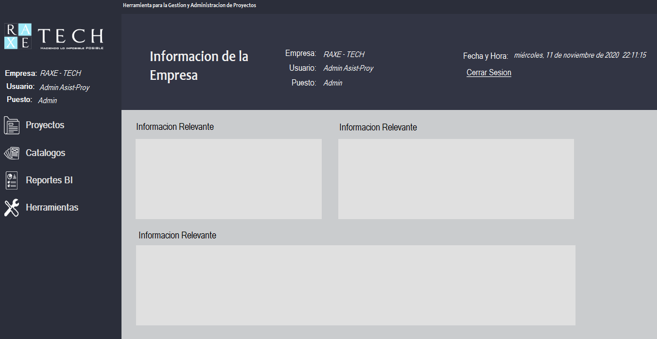 Herramienta para la Gestion y Administracion de Proyectos
RAXE TECH
HACIENDO LO IMPOSIBLE POSIBLE
Empresa: RAXE - TECH
Usuario: Admin Asist-Proy
Puesto: Admin
Proyectos
Catalogos
Reportes BI
Herramientas
Informacion de la
Empresa
Empresa: RAXE - TECH
Usuario: Admin Asist-Proy
Puesto: Admin
Fecha y Hora: miércoles, 11 de noviembre de 2020 22:11:15
Cerrar Sesion
Informacion Relevante
Informacion Relevante
Informacion Relevante